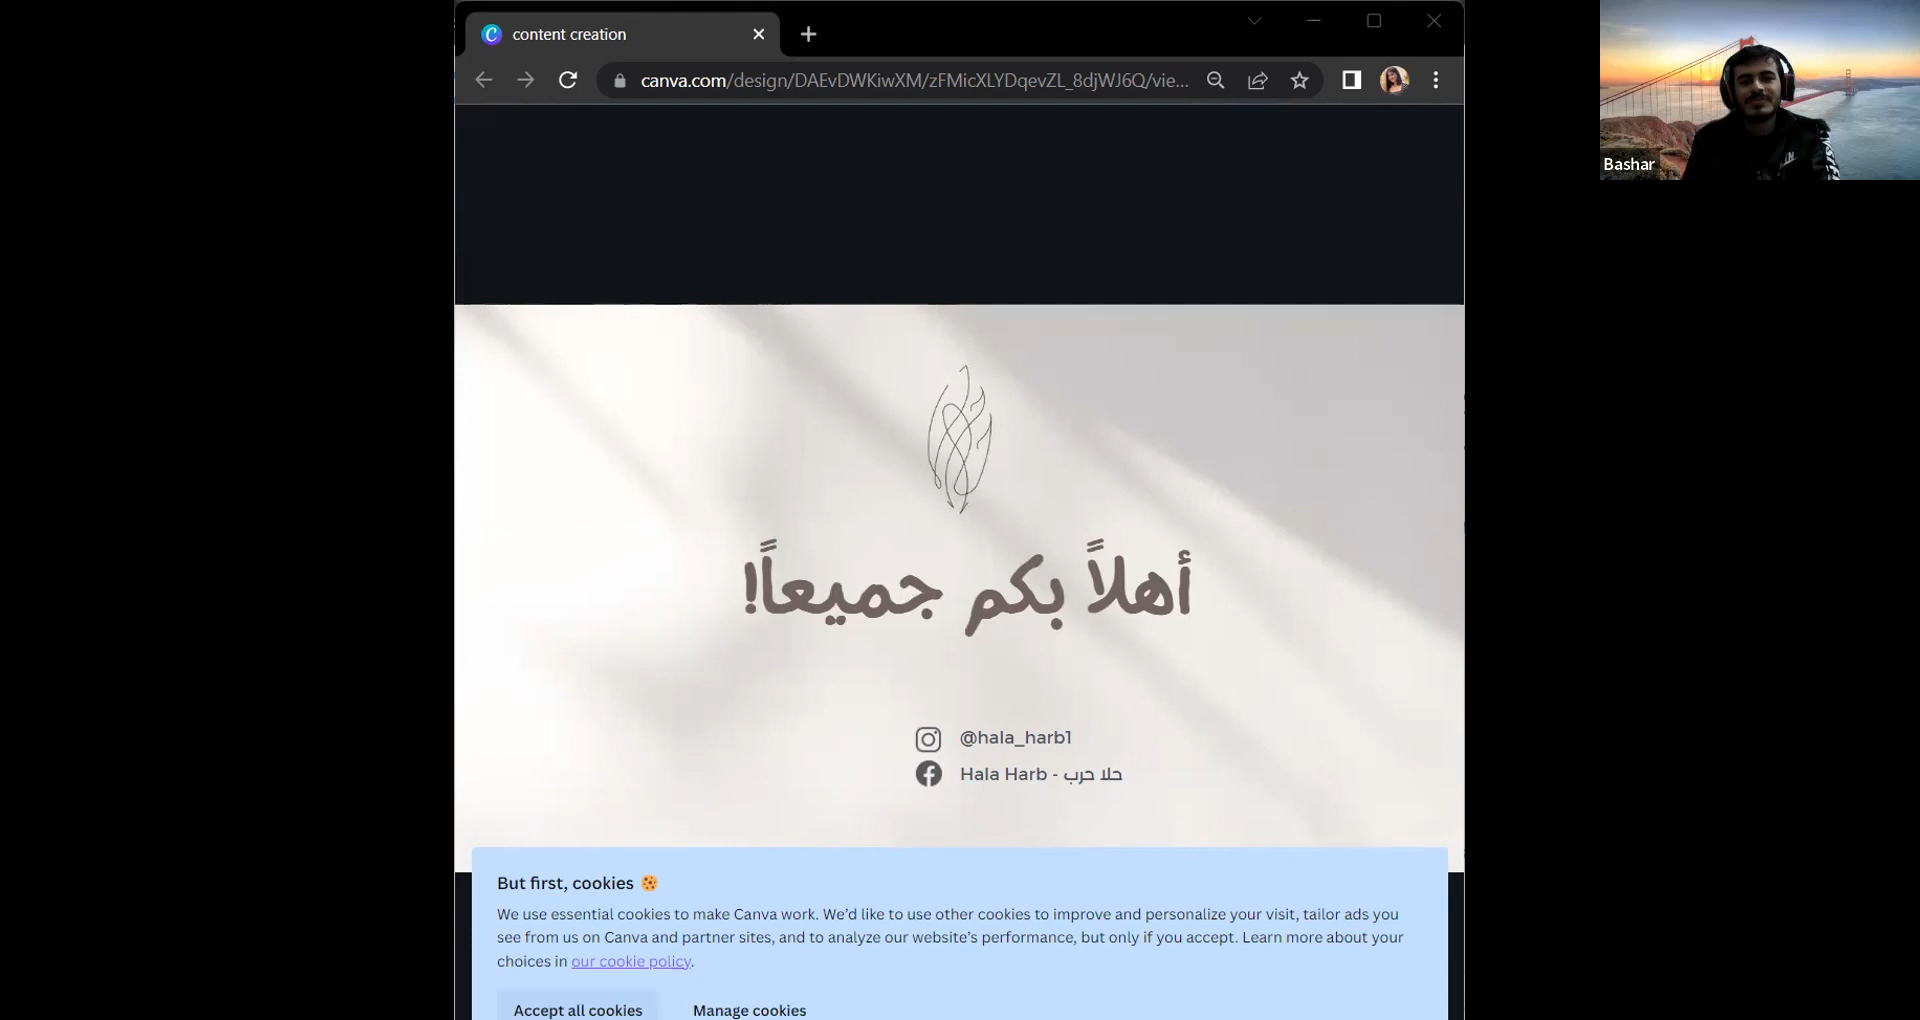 content creation
canva.com/design/DAEvDWKiwXM/zFMicXLYDqevZL_8djWJ6Q/vie...
Bashar
أهلاً بكم جميعاً!
@hala_harb1
Hala Harb - حلا حرب
But first, cookies 🍪
We use essential cookies to make Canva work. We’d like to use other cookies to improve and personalize your visit, tailor ads you
see from us on Canva and partner sites, and to analyze our website’s performance, but only if you accept. Learn more about your
choices in our cookie policy.
Accept all cookies Manage cookies